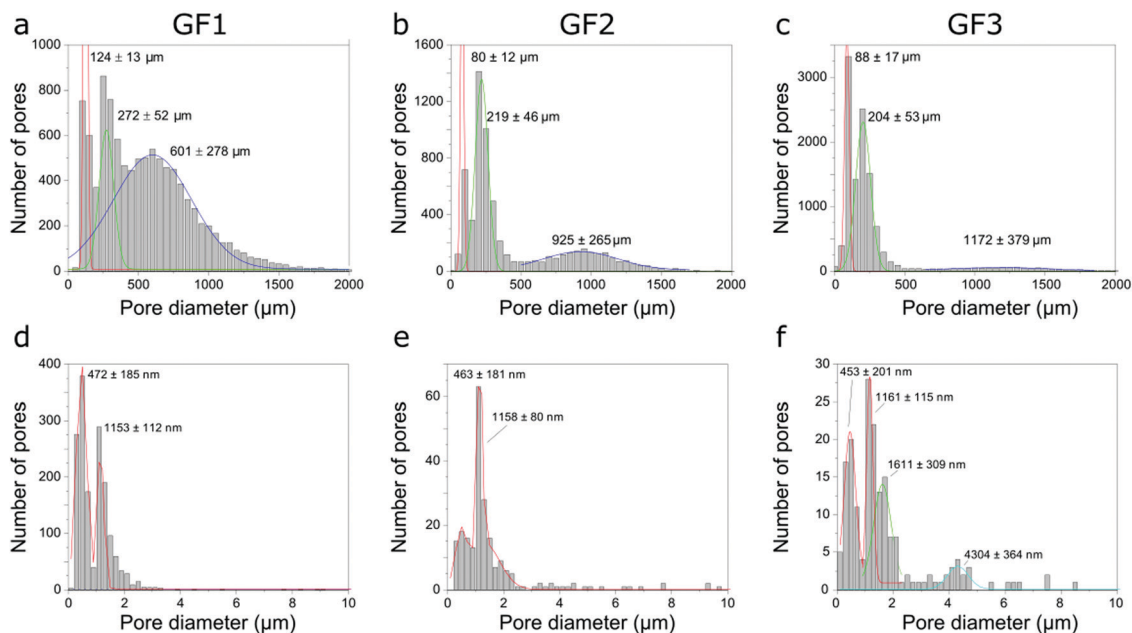 a GF1
1000
800
600
400
200
0
Number of pores
124 ± 13 µm
272 ± 52 µm
601 ± 278 µm
0 500 1000 1500 2000
Pore diameter (µm)
b GF2
1600
1200
800
400
0
Number of pores
80 ± 12 µm
219 ± 46 µm
925 ± 265 µm
0 500 1000 1500 2000
Pore diameter (µm)
c GF3
3000
2000
1000
0
Number of pores
88 ± 17 µm
204 ± 53 µm
1172 ± 379 µm
0 500 1000 1500 2000
Pore diameter (µm)
d
400
300
200
100
0
Number of pores
472 ± 185 nm
1153 ± 112 nm
0 2 4 6 8 10
Pore diameter (µm)
e
60
40
20
0
Number of pores
463 ± 181 nm
1158 ± 80 nm
0 2 4 6 8 10
Pore diameter (µm)
f
30
25
20
15
10
5
0
Number of pores
453 ± 201 nm
1161 ± 115 nm
1611 ± 309 nm
4304 ± 364 nm
0 2 4 6 8 10
Pore diameter (µm)